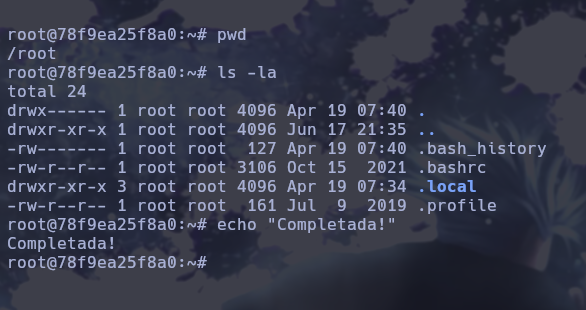 root@78f9ea25f8a0:~# pwd
/root
root@78f9ea25f8a0:~# ls -la
total 24
drwx------ 1 root root 4096 Apr 19 07:40 .
drwxr-xr-x 1 root root 4096 Jun 17 21:35 ..
-rw------- 1 root root  127 Apr 19 07:40 .bash_history
-rw-r--r-- 1 root root 3106 Oct 15  2021 .bashrc
drwxr-xr-x 3 root root 4096 Apr 19 07:34 .local
-rw-r--r-- 1 root root  161 Jul  9  2019 .profile
root@78f9ea25f8a0:~# echo "Completada!"
Completada!
root@78f9ea25f8a0:~#